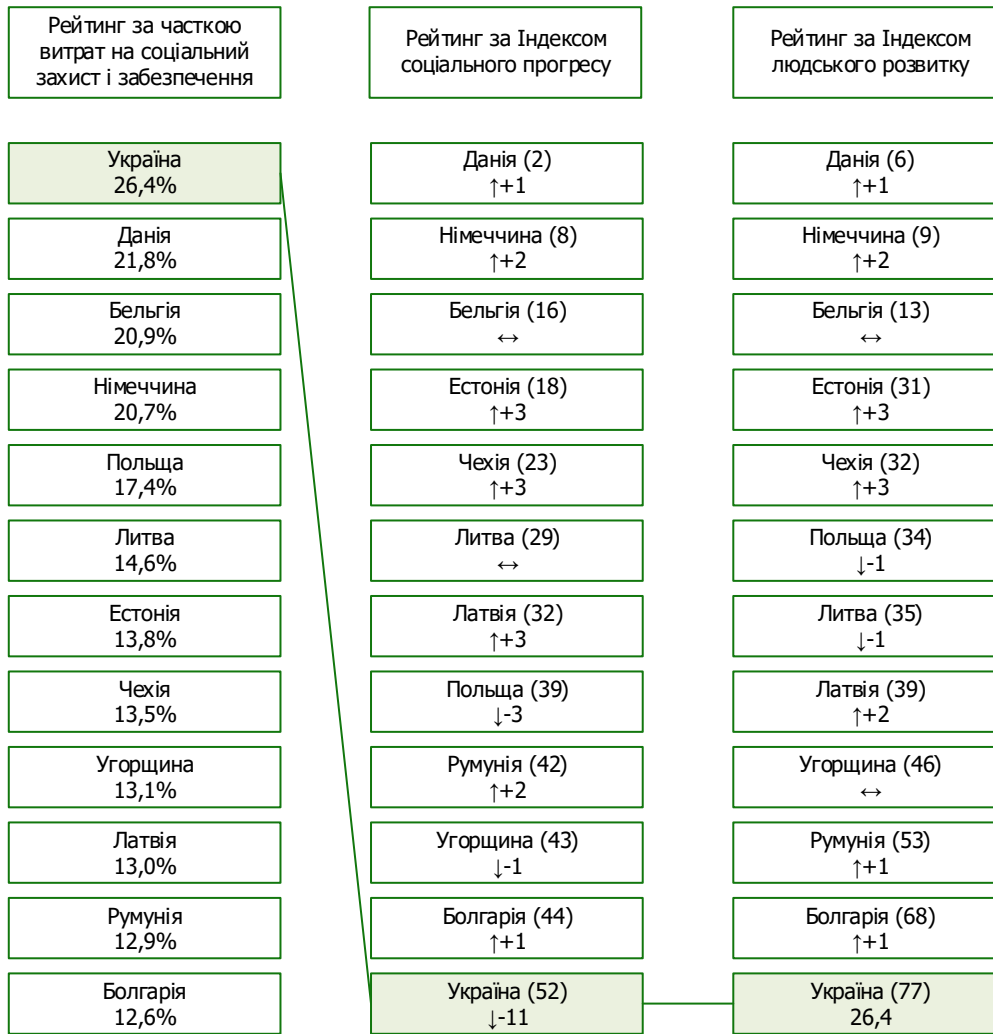 Рейтинг за часткою
витрат на соціальний
захист і забезпечення
Рейтинг за Індексом
соціального прогресу
Рейтинг за Індексом
людського розвитку
Україна
26,4%
Данія
21,8%
Бельгія
20,9%
Німеччина
20,7%
Польща
17,4%
Литва
14,6%
Естонія
13,8%
Чехія
13,5%
Угорщина
13,1%
Латвія
13,0%
Румунія
12,9%
Болгарія
12,6%
Данія (2)
↑+1
Німеччина (8)
↑+2
Бельгія (16)
↔
Естонія (18)
↑+3
Чехія (23)
↑+3
Литва (29)
↔
Латвія (32)
↑+3
Польща (39)
↓-3
Румунія (42)
↑+2
Угорщина (43)
↓-1
Болгарія (44)
↑+1
Україна (52)
↓-11
Данія (6)
↑+1
Німеччина (9)
↑+2
Бельгія (13)
↔
Естонія (31)
↑+3
Чехія (32)
↑+3
Польща (34)
↓-1
Литва (35)
↓-1
Латвія (39)
↑+2
Угорщина (46)
↔
Румунія (53)
↑+1
Болгарія (68)
↑+1
Україна (77)
26,4